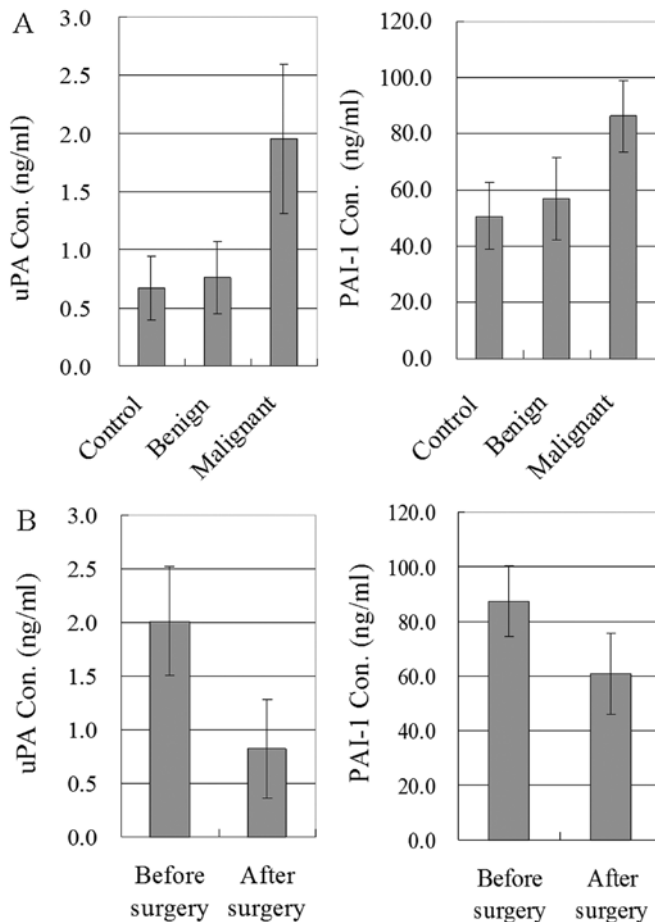 A
uPA Con. (ng/ml)
3.0
2.5
2.0
1.5
1.0
0.5
0.0
Control
Benign
Malignant
PAI-1 Con. (ng/ml)
120.0
100.0
80.0
60.0
40.0
20.0
0.0
Control
Benign
Malignant
B
uPA Con. (ng/ml)
3.0
2.5
2.0
1.5
1.0
0.5
0.0
Before
surgery
After
surgery
PAI-1 Con. (ng/ml)
120.0
100.0
80.0
60.0
40.0
20.0
0.0
Before
surgery
After
surgery